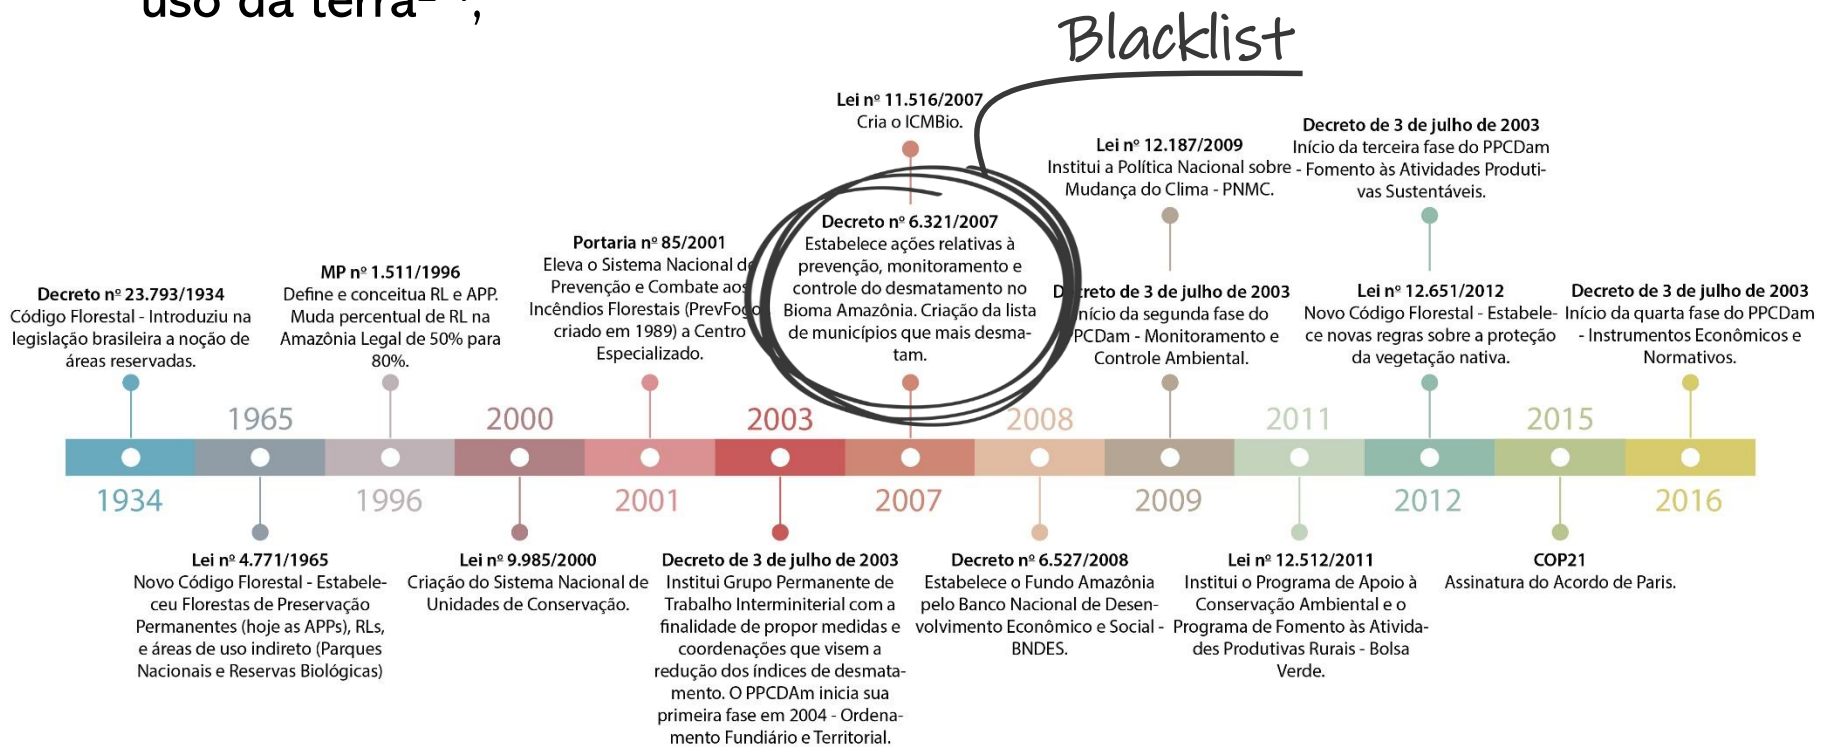 uso da terra
Blacklist
Lei nº 11.516/2007
Cria o ICMBio.
Decreto de 3 de julho de 2003
Início da terceira fase do PPCDam
- Fomento às Atividades Produti-
vas Sustentáveis.
Lei nº 12.187/2009
Institui a Política Nacional sobre
Mudança do Clima - PNMC.
Decreto nº 6.321/2007
Estabelece ações relativas à
prevenção, monitoramento e
controle do desmatamento no
Bioma Amazônia. Criação da lista
de municípios que mais desma-
tam.
Portaria nº 85/2001
Eleva o Sistema Nacional de
Prevenção e Combate aos
Incêndios Florestais (PrevFogo
criado em 1989) a Centro
Especializado.
MP nº 1.511/1996
Define e conceitua RL e APP.
Muda percentual de RL na
Amazônia Legal de 50% para
80%.
Decreto nº 23.793/1934
Código Florestal - Introduziu na
legislação brasileira a noção de
áreas reservadas.
Decreto de 3 de julho de 2003
Início da segunda fase do
PPCDam - Monitoramento e
Controle Ambiental.
Lei nº 12.651/2012
Novo Código Florestal - Estabele-
ce novas regras sobre a proteção
da vegetação nativa.
Decreto de 3 de julho de 2003
Início da quarta fase do PPCDam
- Instrumentos Econômicos e
Normativos.
1965 2000 2003 2008 2011 2015
1934 1996 2001 2007 2009 2012 2016
Lei nº 4.771/1965
Novo Código Florestal - Estabele-
ceu Florestas de Preservação
Permanentes (hoje as APPs), RLs,
e áreas de uso indireto (Parques
Nacionais e Reservas Biológicas)
Lei nº 9.985/2000
Criação do Sistema Nacional de
Unidades de Conservação.
Decreto de 3 de julho de 2003
Institui Grupo Permanente de
Trabalho Interminiterial com a
finalidade de propor medidas e
coordenações que visem a
redução dos índices de desmata-
mento. O PPCDAm inicia sua
primeira fase em 2004 - Ordena-
mento Fundiário e Territorial.
Decreto nº 6.527/2008
Estabelece o Fundo Amazônia
pelo Banco Nacional de Desen-
volvimento Econômico e Social -
BNDES.
Lei nº 12.512/2011
Institui o Programa de Apoio à
Conservação Ambiental e o
Programa de Fomento às Ativida-
des Produtivas Rurais - Bolsa
Verde.
COP21
Assinatura do Acordo de Paris.